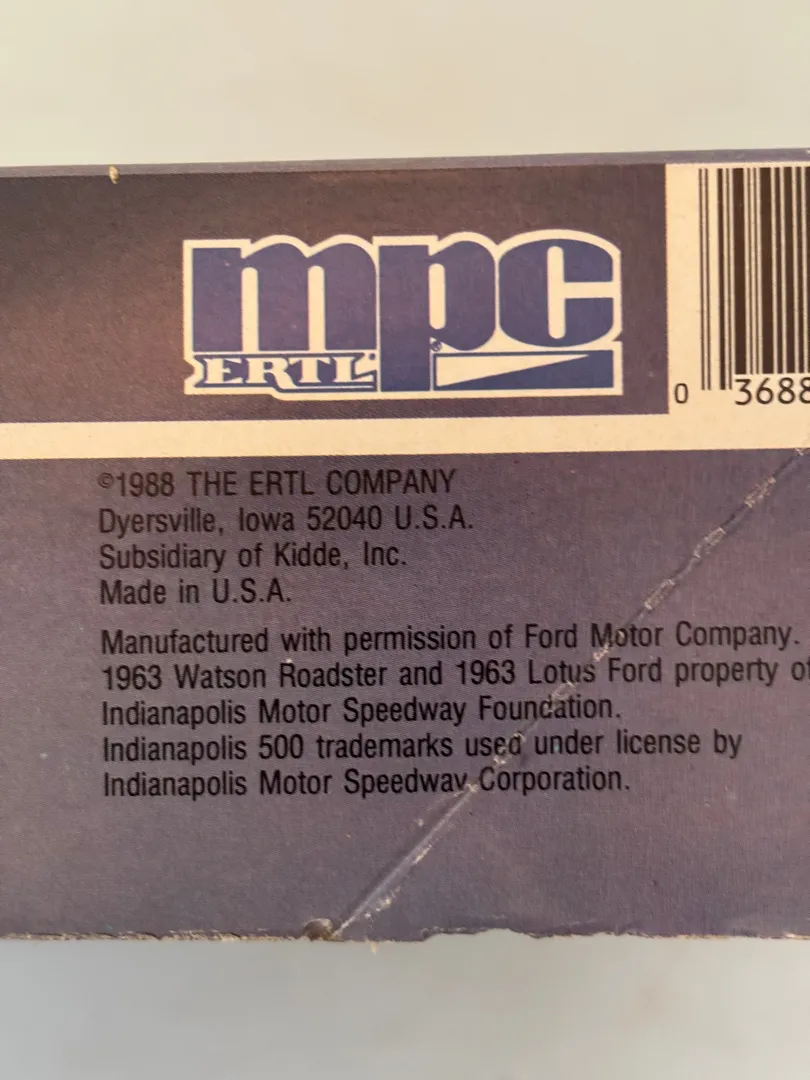 mpc
ERTL®
0 3688
©1988 THE ERTL COMPANY
Dyersville, Iowa 52040 U.S.A.
Subsidiary of Kidde, Inc.
Made in U.S.A.
Manufactured with permission of Ford Motor Company.
1963 Watson Roadster and 1963 Lotus Ford property of
Indianapolis Motor Speedway Foundation.
Indianapolis 500 trademarks used under license by
Indianapolis Motor Speedway Corporation.